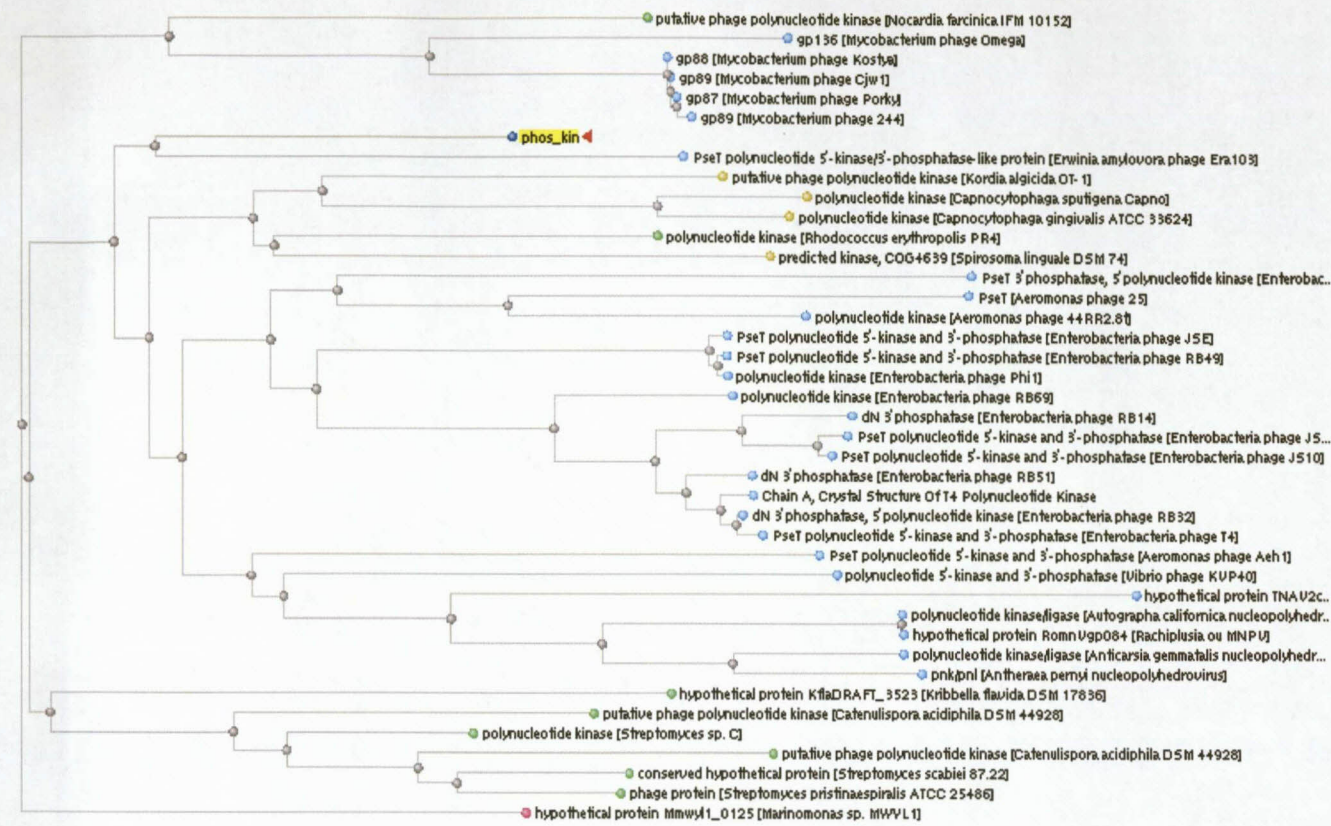 putative phage polynucleotide kinase [Nocardia farcinica IFM 10152]
gp136 [Mycobacterium phage Omega]
gp88 [Mycobacterium phage Kostya]
gp89 [Mycobacterium phage Cjw1]
gp87 [Mycobacterium phage Porky]
gp89 [Mycobacterium phage 244]
phos_kin
PseT polynucleotide 5'-kinase/3'-phosphatase-like protein [Erwinia amylovora phage Era103]
putative phage polynucleotide kinase [Kordia algicida OT-1]
polynucleotide kinase [Capnocytophaga sputigena Capno]
polynucleotide kinase [Capnocytophaga gingivalis ATCC 33624]
polynucleotide kinase [Rhodococcus erythropolis PR4]
predicted kinase, COG4639 [Spirosoma linguale DSM 74]
PseT 3'phosphatase, 5'polynucleotide kinase [Enterobac...
PseT [Aeromonas phage 25]
polynucleotide kinase [Aeromonas phage 44RR2.8t]
PseT polynucleotide 5'-kinase and 3'-phosphatase [Enterobacteria phage JSE]
PseT polynucleotide 5'-kinase and 3'-phosphatase [Enterobacteria phage RB49]
polynucleotide kinase [Enterobacteria phage Phi1]
polynucleotide kinase [Enterobacteria phage RB69]
dN 3'phosphatase [Enterobacteria phage RB14]
PseT polynucleotide 5'-kinase and 3'-phosphatase [Enterobacteria phage JS...
PseT polynucleotide 5'-kinase and 3'-phosphatase [Enterobacteria phage JS10]
dN 3'phosphatase [Enterobacteria phage RB51]
Chain A, Crystal Structure Of T4 Polynucleotide Kinase
dN 3'phosphatase, 5'polynucleotide kinase [Enterobacteria phage RB32]
PseT polynucleotide 5'-kinase and 3'-phosphatase [Enterobacteria phage T4]
PseT polynucleotide 5'-kinase and 3'-phosphatase [Aeromonas phage Aeh1]
polynucleotide 5'-kinase and 3'-phosphatase [Vibrio phage KVP40]
hypothetical protein TNAV2c...
polynucleotide kinase/ligase [Autographa californica nucleopolyhedr...
hypothetical protein RomnVgp084 [Rachiplusia ou MNPV]
polynucleotide kinase/ligase [Anticarsia gemmatalis nucleopolyhedr...
pnk/pnl [Antheraea pernyi nucleopolyhedrovirus]
hypothetical protein KflaDRAFT_3523 [Kribbella flavida DSM 17836]
putative phage polynucleotide kinase [Catenulispora acidiphila DSM 44928]
polynucleotide kinase [Streptomyces sp. C]
putative phage polynucleotide kinase [Catenulispora acidiphila DSM 44928]
conserved hypothetical protein [Streptomyces scabiei 87.22]
phage protein [Streptomyces pristinaespiralis ATCC 25486]
hypothetical protein Mmwyl1_0125 [Marinomonas sp. MWYL1]